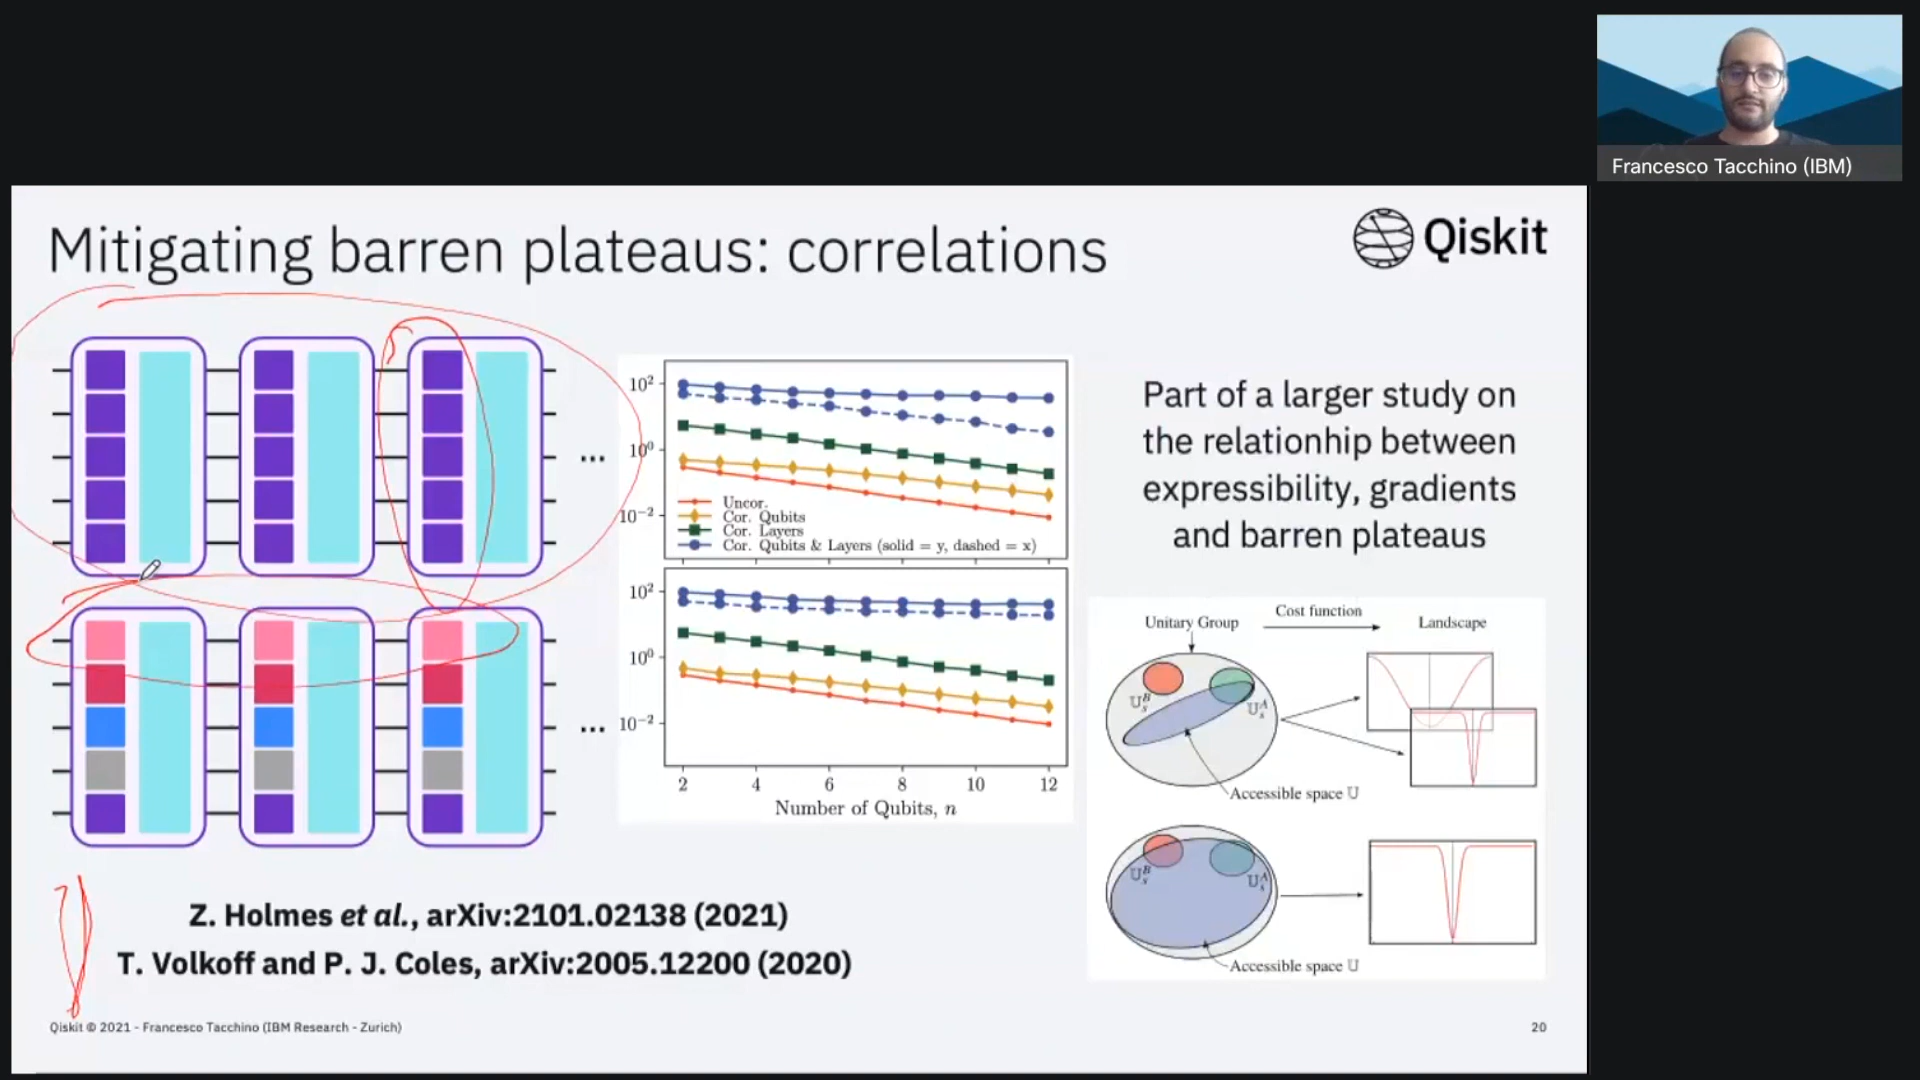 Francesco Tacchino (IBM)
Mitigating barren plateaus: correlations
Qiskit
...
...
10² 
10⁰
10⁻²
Uncor.
Cor. Qubits
Cor. Layers
Cor. Qubits & Layers (solid = y, dashed = x)
10²
10⁰
10⁻²
2 4 6 8 10 12
Number of Qubits, n
Part of a larger study on
the relationhip between
expressibility, gradients
and barren plateaus
Unitary Group
Cost function
Landscape
𝕌ₛᴮ
𝕌ₛᴬ
Accessible space 𝕌
𝕌ₛᴮ
𝕌ₛᴬ
Accessible space 𝕌
Z. Holmes et al., arXiv:2101.02138 (2021)
T. Volkoff and P. J. Coles, arXiv:2005.12200 (2020)
Qiskit © 2021 - Francesco Tacchino (IBM Research - Zurich)
20